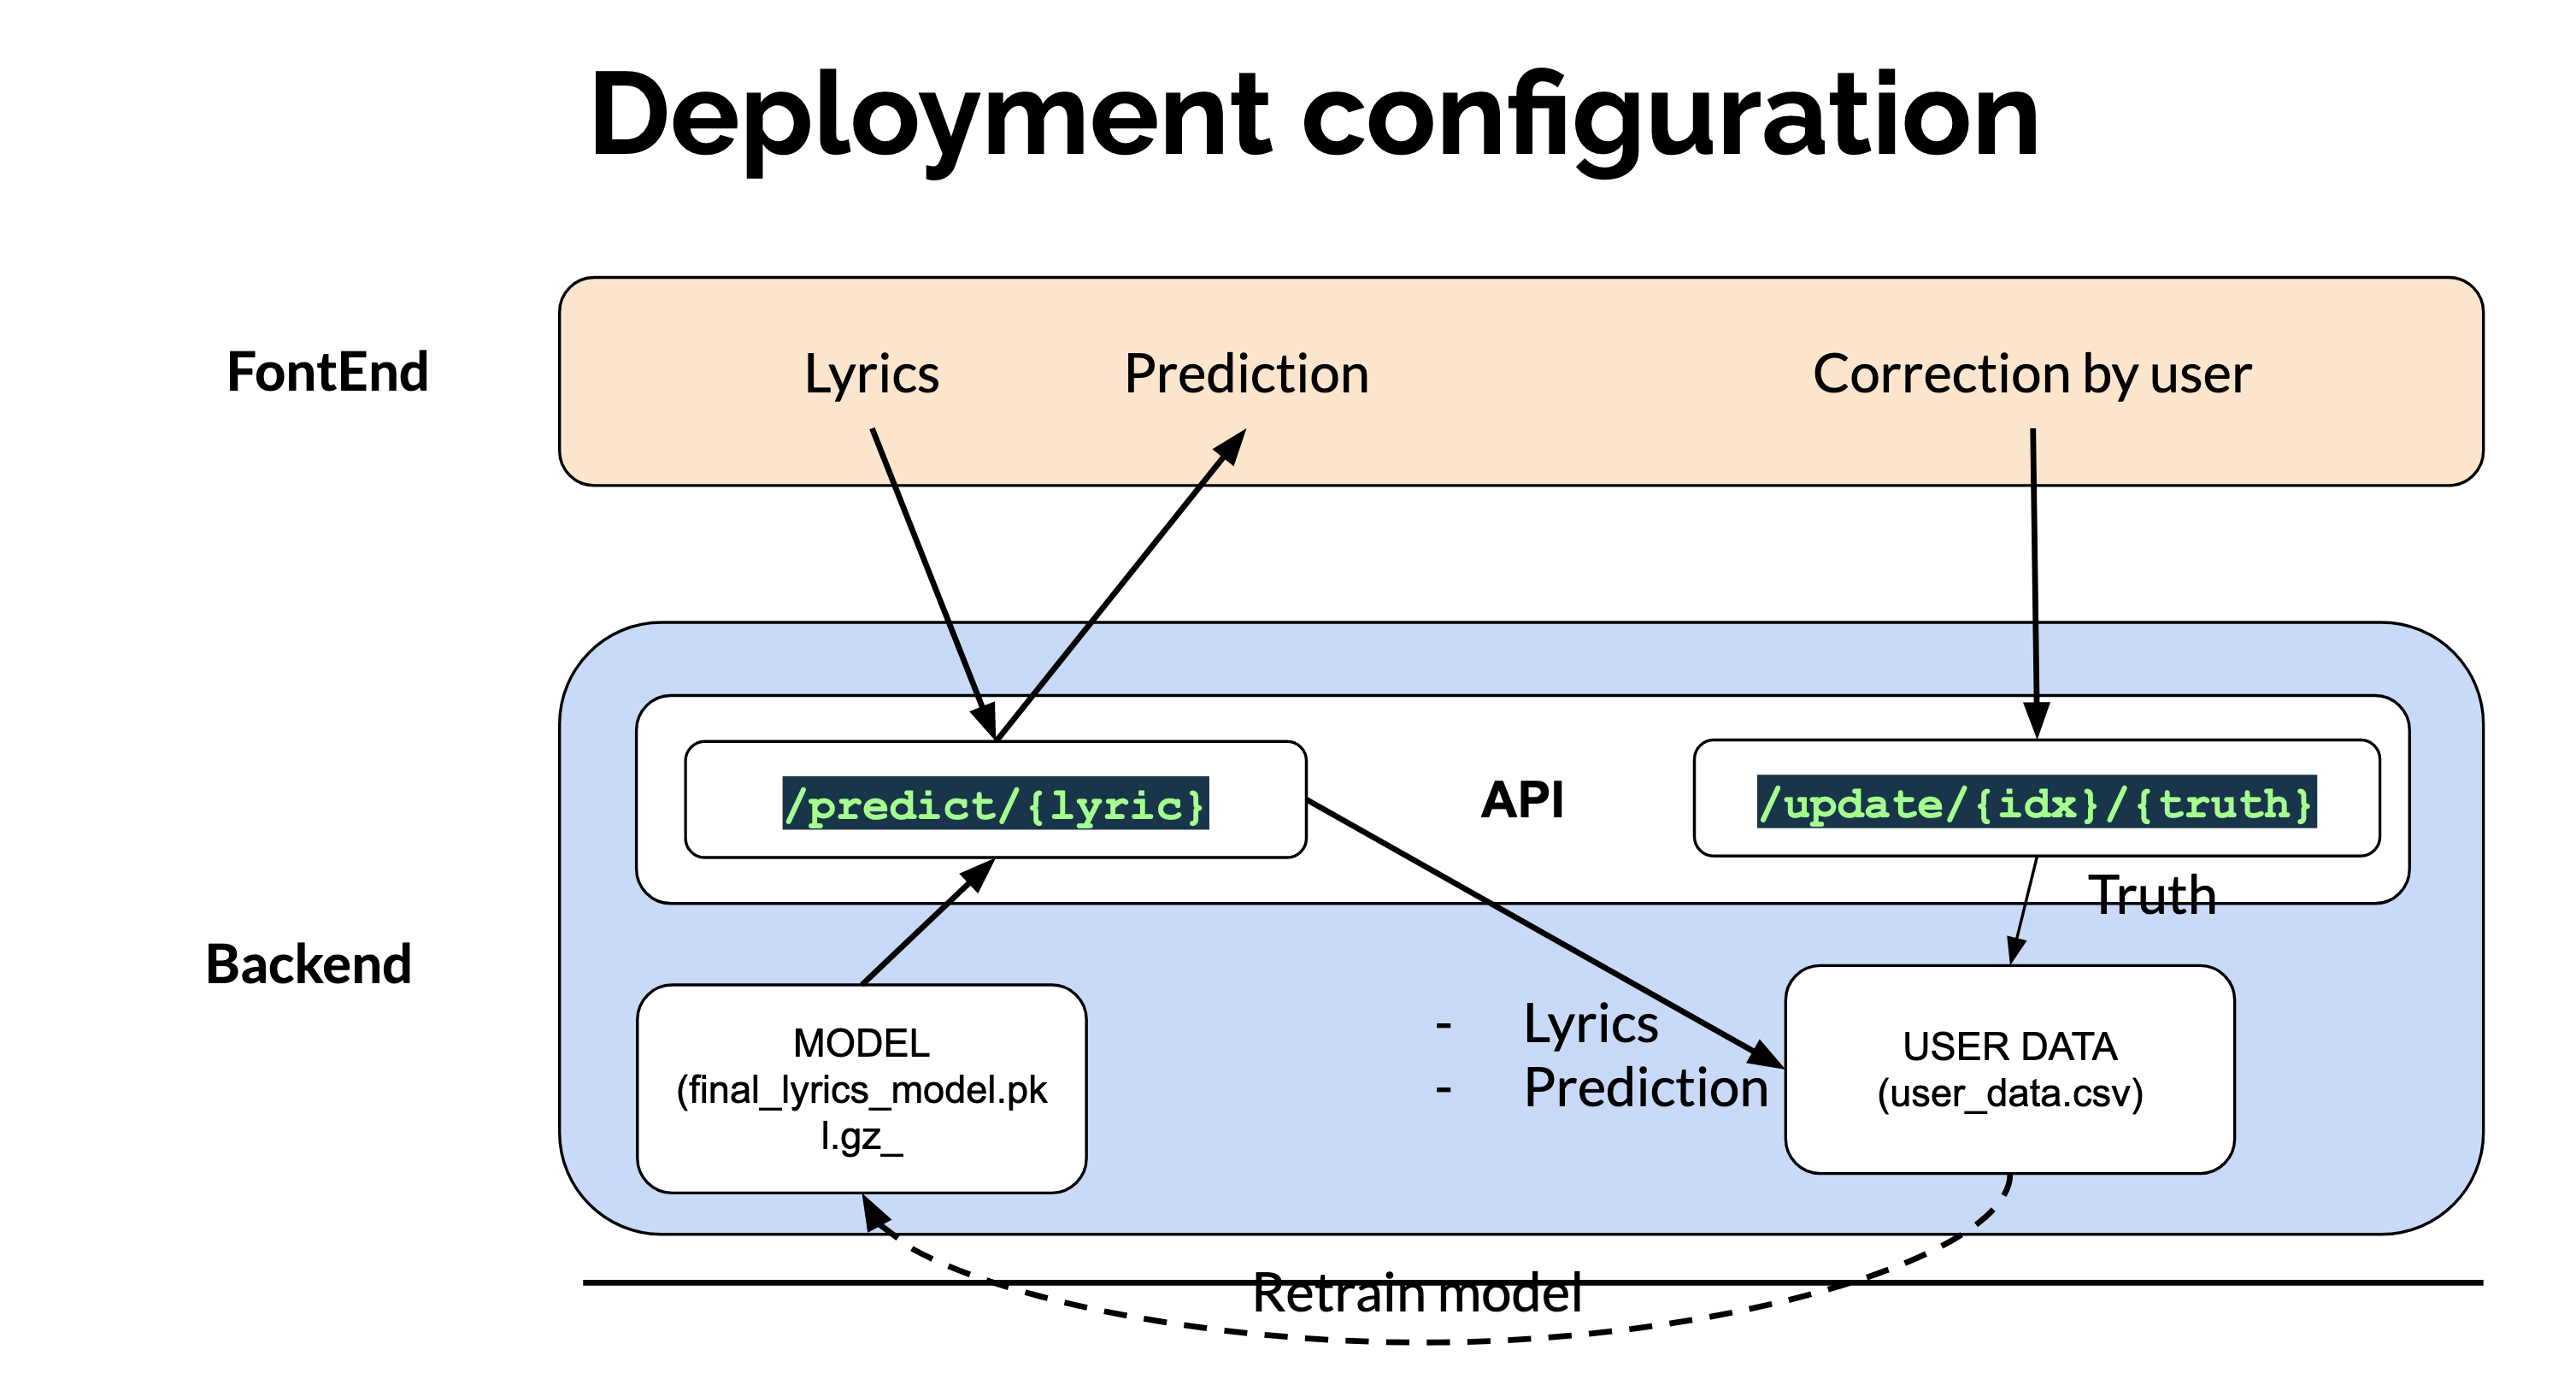 Deployment configuration
FontEnd
Lyrics
Prediction
Correction by user
/predict/{lyric}
API
/update/{idx}/{truth}
Truth
Backend
MODEL
(final_lyrics_model.pk
l.gz_
- Lyrics
- Prediction
USER DATA
(user_data.csv)
Retrain model